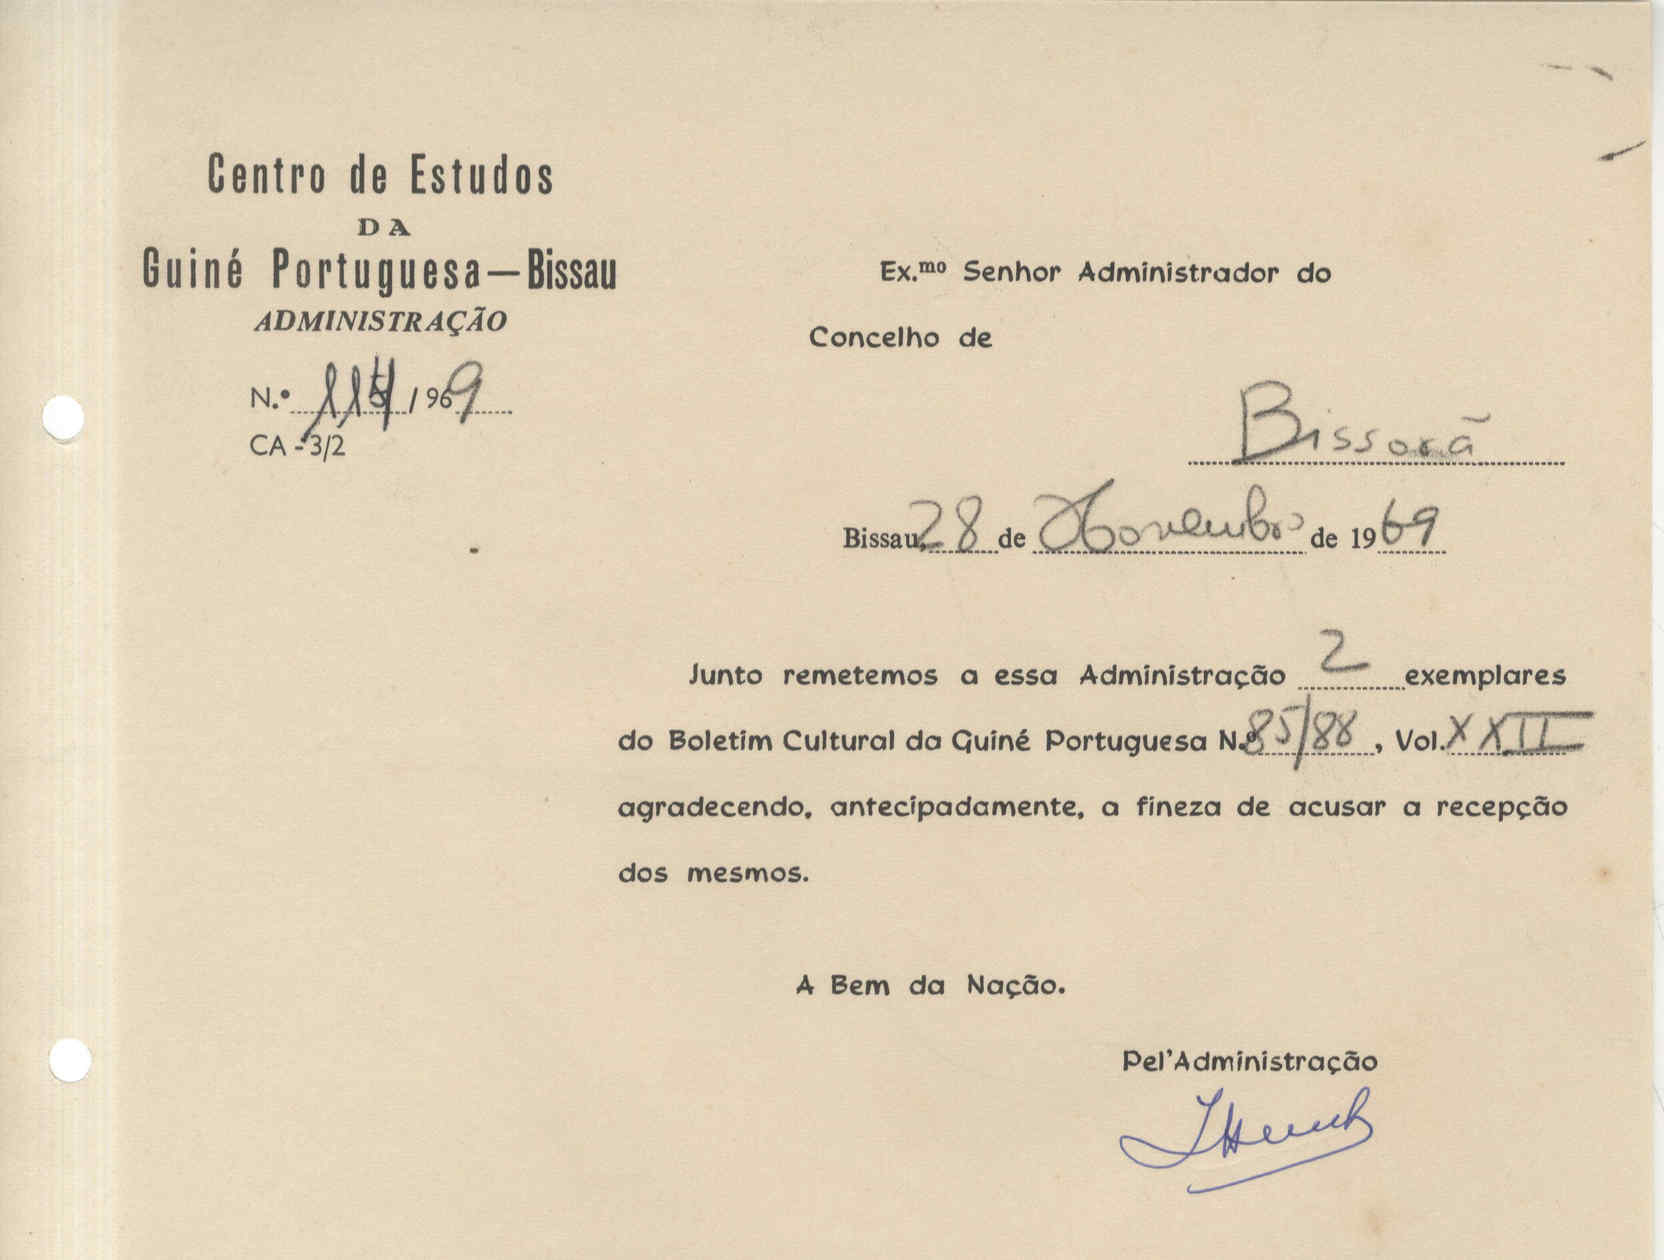 Centro de Estudos
DA
Guiné Portuguesa—Bissau
ADMINISTRAÇÃO
N.º 114/969
CA - 3/2
Ex.mo Senhor Administrador do
Concelho de
Bissorã
Bissau, 28 de Novembro de 1969
Junto remetemos a essa Administração 2 exemplares
do Boletim Cultural da Guiné Portuguesa N.º 85/88, Vol. XXII
agradecendo, antecipadamente, a fineza de acusar a recepção
dos mesmos.
A Bem da Nação.
Pel'Administração